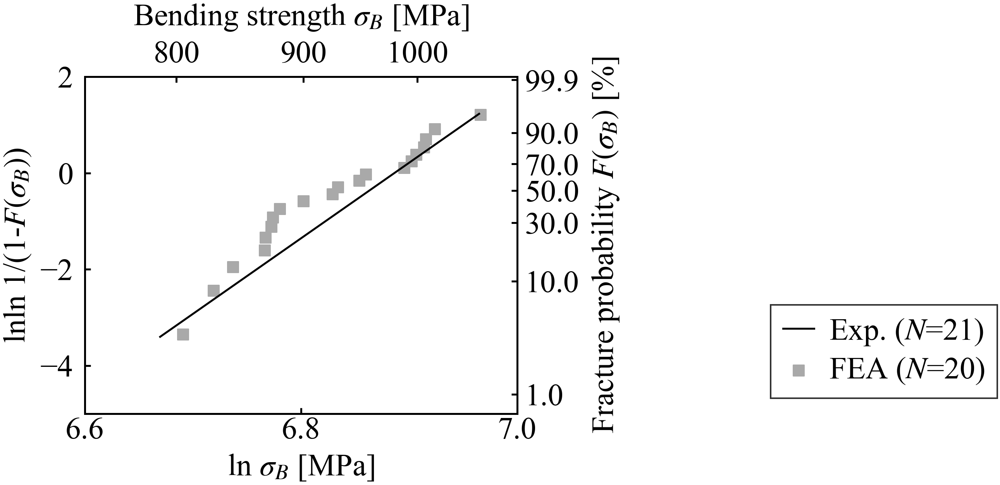 Bending strength σB [MPa]
800 900 1000
2
0
−2
−4
lnln 1/(1-F(σB))
99.9
90.0
70.0
50.0
30.0
10.0
1.0
Fracture probability F(σB) [%]
6.6 6.8 7.0
ln σB [MPa]
Exp. (N=21)
FEA (N=20)